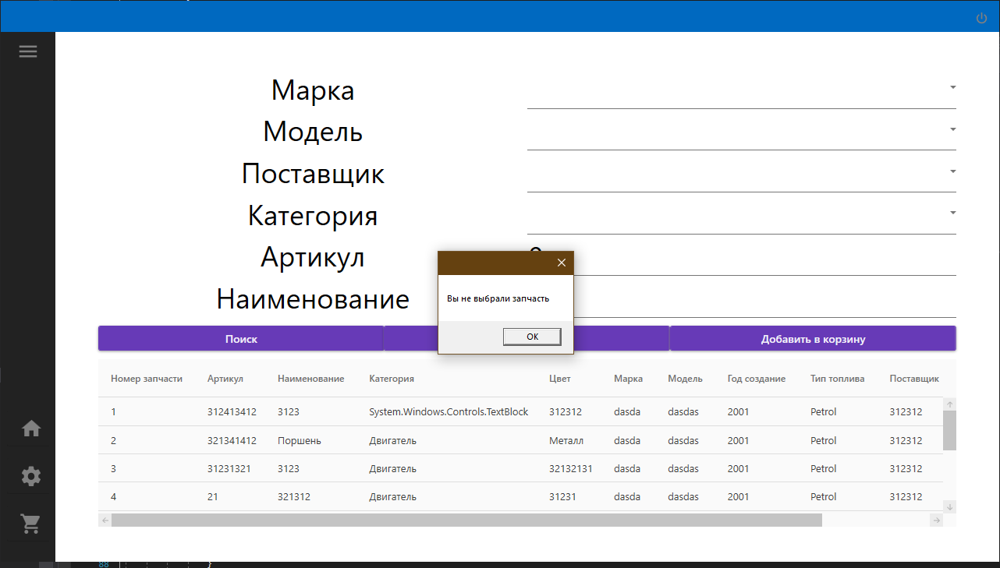 Марка
Модель
Поставщик
Категория
Артикул
Наименование
Вы не выбрали запчасть
OK
Поиск
Добавить в корзину
Номер запчасти Артикул Наименование Категория Цвет Марка Модель Год создание Тип топлива Поставщик
1 312413412 3123 System.Windows.Controls.TextBlock 312312 dasda dasdas 2001 Petrol 312312
2 321341412 Поршень Двигатель Металл dasda dasdas 2001 Petrol 312312
3 31231321 3123 Двигатель 32132131 dasda dasdas 2001 Petrol 312312
4 21 321312 Двигатель 31231 dasda dasdas 2001 Petrol 312312
88 }